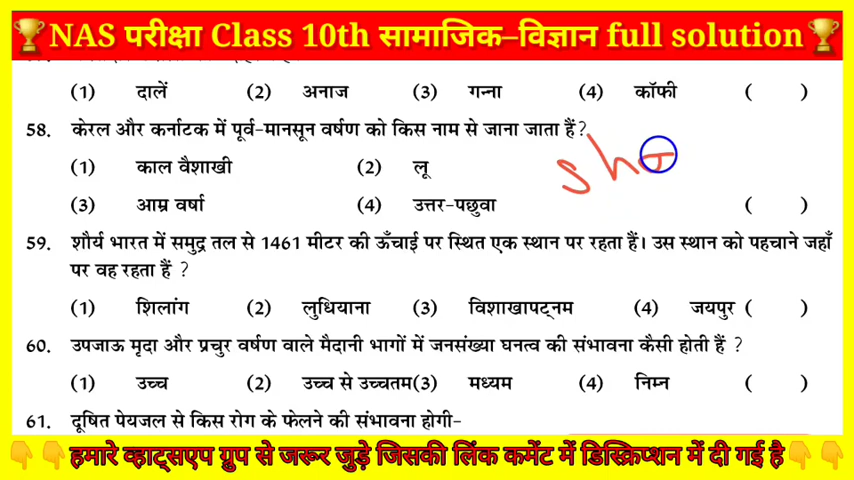 🏆NAS परीक्षा Class 10th सामाजिक–विज्ञान full solution🏆
(1) दालें (2) अनाज (3) गन्ना (4) कॉफी ( )
58. केरल और कर्नाटक में पूर्व-मानसून वर्षण को किस नाम से जाना जाता हैं?
(1) काल वैशाखी (2) लू
(3) आम्र वर्षा (4) उत्तर-पछुवा ( )
59. शौर्य भारत में समुद्र तल से 1461 मीटर की ऊँचाई पर स्थित एक स्थान पर रहता हैं। उस स्थान को पहचाने जहाँ
पर वह रहता हैं ?
(1) शिलांग (2) लुधियाना (3) विशाखापट्नम (4) जयपुर ( )
60. उपजाऊ मृदा और प्रचुर वर्षण वाले मैदानी भागों में जनसंख्या घनत्व की संभावना कैसी होती हैं ?
(1) उच्च (2) उच्च से उच्चतम(3) मध्यम (4) निम्न ( )
61. दूषित पेयजल से किस रोग के फेलने की संभावना होगी-
👇👇हमारे व्हाट्सएप ग्रुप से जरूर जुड़े जिसकी लिंक कमेंट में डिस्क्रिप्शन में दी गई है👇👇